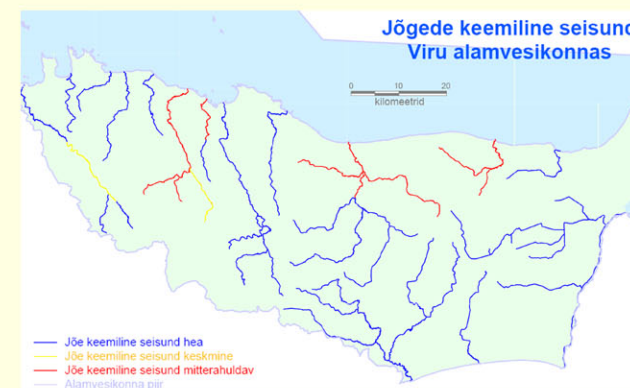 Jõgede keemiline seisund
Viru alamvesikonnas
0 10 20
kilomeetrid
Jõe keemiline seisund hea
Jõe keemiline seisund keskmine
Jõe keemiline seisund mitterahuldav
Alamvesikonna piir